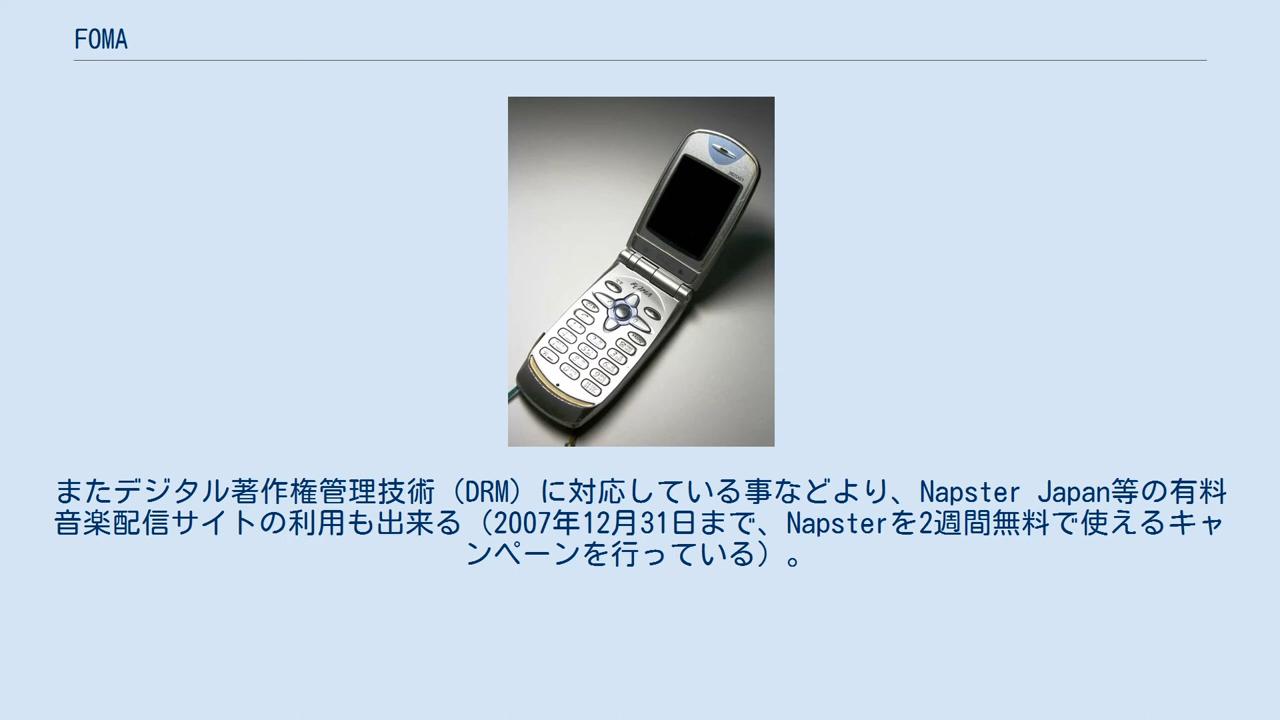 FOMA
またデジタル著作権管理技術（DRM）に対応している事などより、Napster Japan等の有料
音楽配信サイトの利用も出来る（2007年12月31日まで、Napsterを2週間無料で使えるキャ
ンペーンを行っている）。